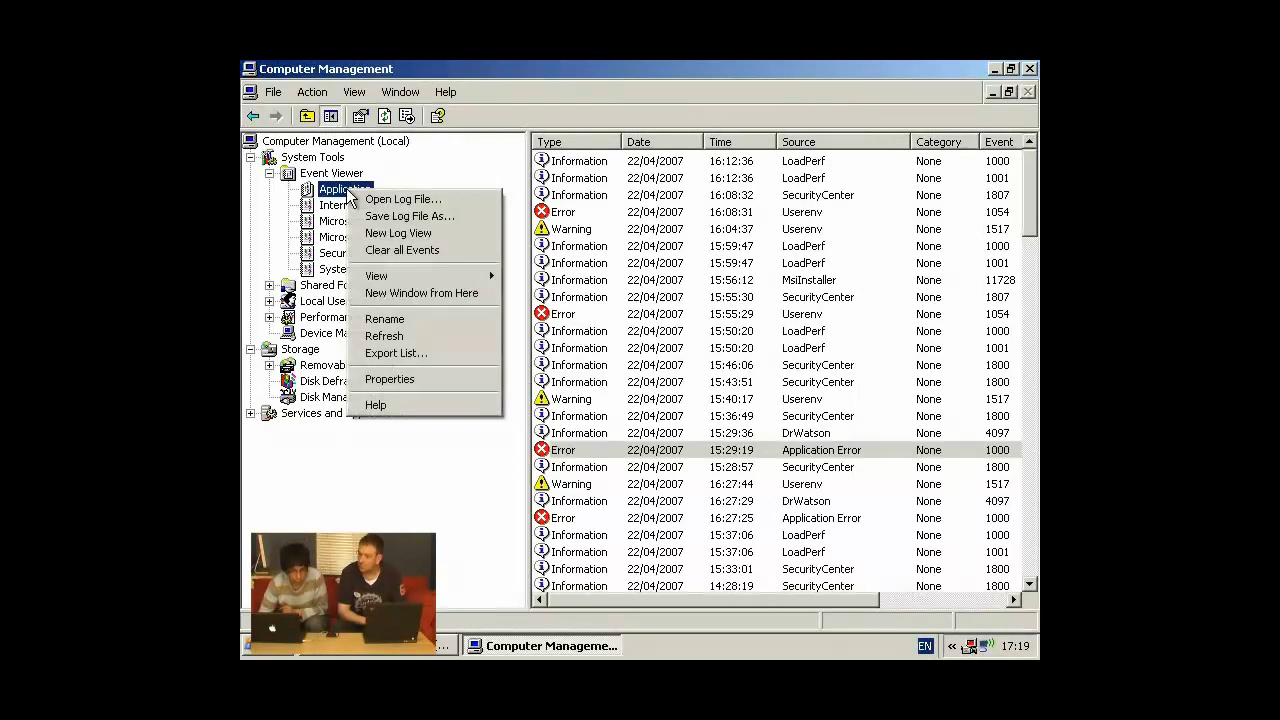 Computer Management
File Action View Window Help
Computer Management (Local)
System Tools
Event Viewer
Application
Intern
Micros
Micros
Secur
Syste
Shared Fo
Local Use
Performa
Device Ma
Storage
Removab
Disk Defra
Disk Mana
Services and
Open Log File...
Save Log File As...
New Log View
Clear all Events
View
New Window from Here
Rename
Refresh
Export List...
Properties
Help
Type Date Time Source Category Event
Information 22/04/2007 16:12:36 LoadPerf None 1000
Information 22/04/2007 16:12:36 LoadPerf None 1001
Information 22/04/2007 16:08:32 SecurityCenter None 1807
Error 22/04/2007 16:08:31 Userenv None 1054
Warning 22/04/2007 16:04:37 Userenv None 1517
Information 22/04/2007 15:59:47 LoadPerf None 1000
Information 22/04/2007 15:59:47 LoadPerf None 1001
Information 22/04/2007 15:56:12 MsiInstaller None 11728
Information 22/04/2007 15:55:30 SecurityCenter None 1807
Error 22/04/2007 15:55:29 Userenv None 1054
Information 22/04/2007 15:50:20 LoadPerf None 1000
Information 22/04/2007 15:50:20 LoadPerf None 1001
Information 22/04/2007 15:46:06 SecurityCenter None 1800
Information 22/04/2007 15:43:51 SecurityCenter None 1800
Warning 22/04/2007 15:40:17 Userenv None 1517
Information 22/04/2007 15:36:49 SecurityCenter None 1800
Information 22/04/2007 15:29:36 DrWatson None 4097
Error 22/04/2007 15:29:19 Application Error None 1000
Information 22/04/2007 15:28:57 SecurityCenter None 1800
Warning 22/04/2007 16:27:44 Userenv None 1517
Information 22/04/2007 16:27:29 DrWatson None 4097
Error 22/04/2007 16:27:25 Application Error None 1000
Information 22/04/2007 15:37:06 LoadPerf None 1000
Information 22/04/2007 15:37:06 LoadPerf None 1001
Information 22/04/2007 15:33:01 SecurityCenter None 1800
Information 22/04/2007 14:28:19 SecurityCenter None 1800
... Computer Manageme... EN « 17:19